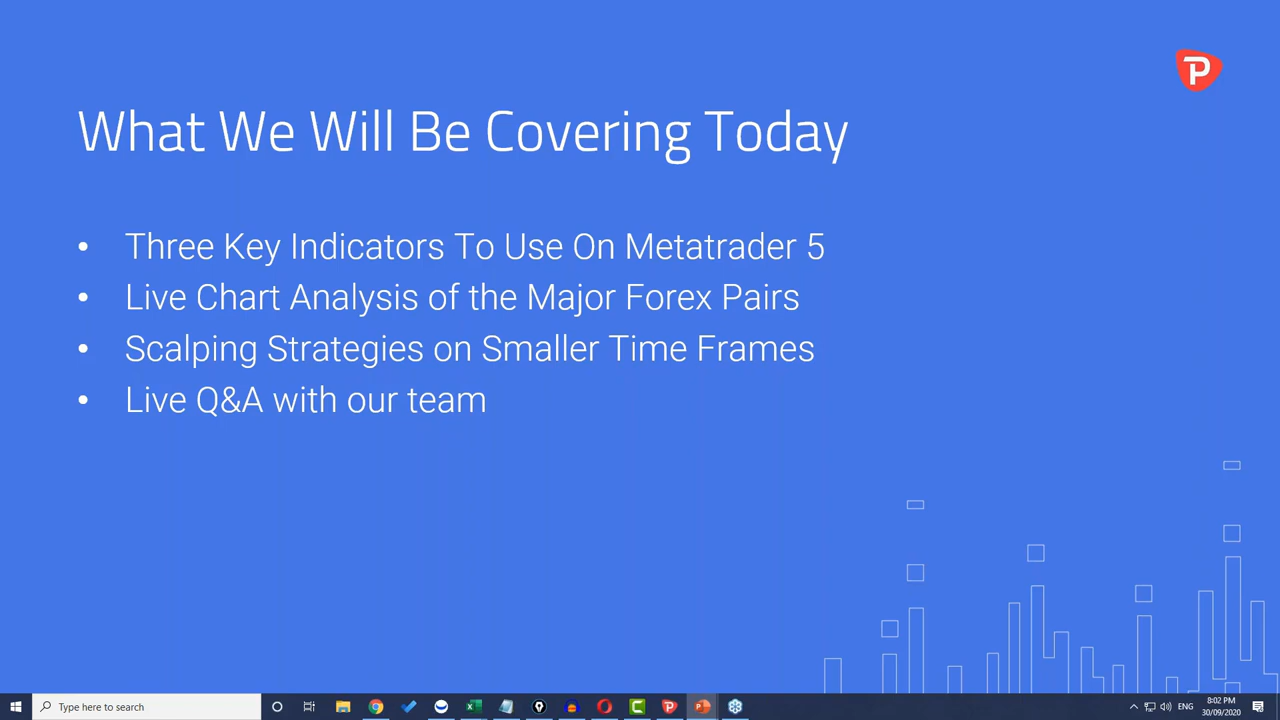 What We Will Be Covering Today
• Three Key Indicators To Use On Metatrader 5
• Live Chart Analysis of the Major Forex Pairs
• Scalping Strategies on Smaller Time Frames
• Live Q&A with our team
Type here to search
ENG
8:02 PM
30/09/2020